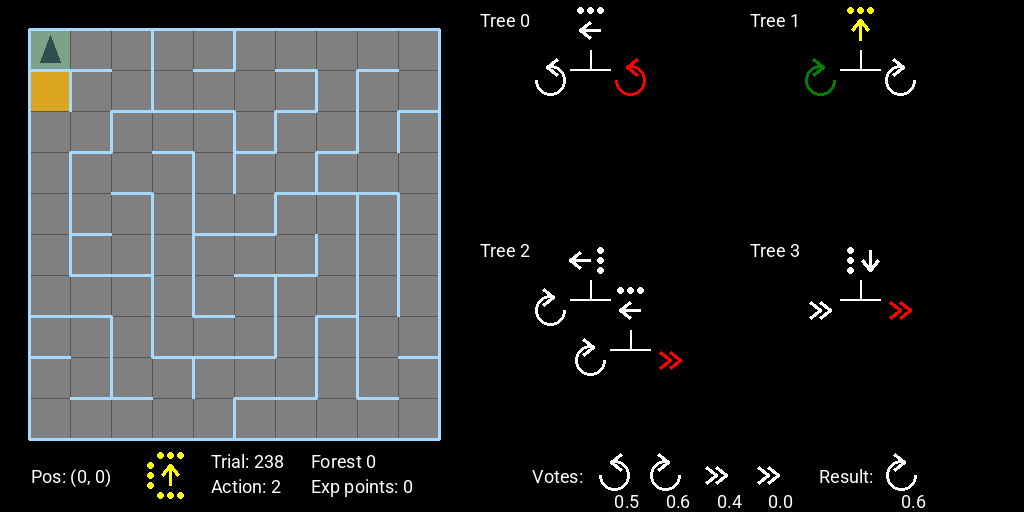 Tree 0
Tree 1
Tree 2
Tree 3
Pos: (0, 0)
Trial: 238
Forest 0
Action: 2
Exp points: 0
Votes:
0.5
0.6
0.4
0.0
Result:
0.6